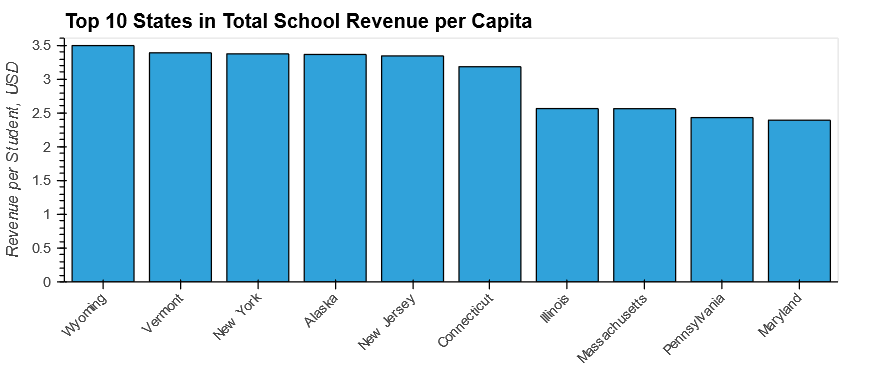 Top 10 States in Total School Revenue per Capita
Revenue per Student, USD
3.5
3
2.5
2
1.5
1
0.5
0
Wyoming
Vermont
New York
Alaska
New Jersey
Connecticut
Illinois
Massachusetts
Pennsylvania
Maryland